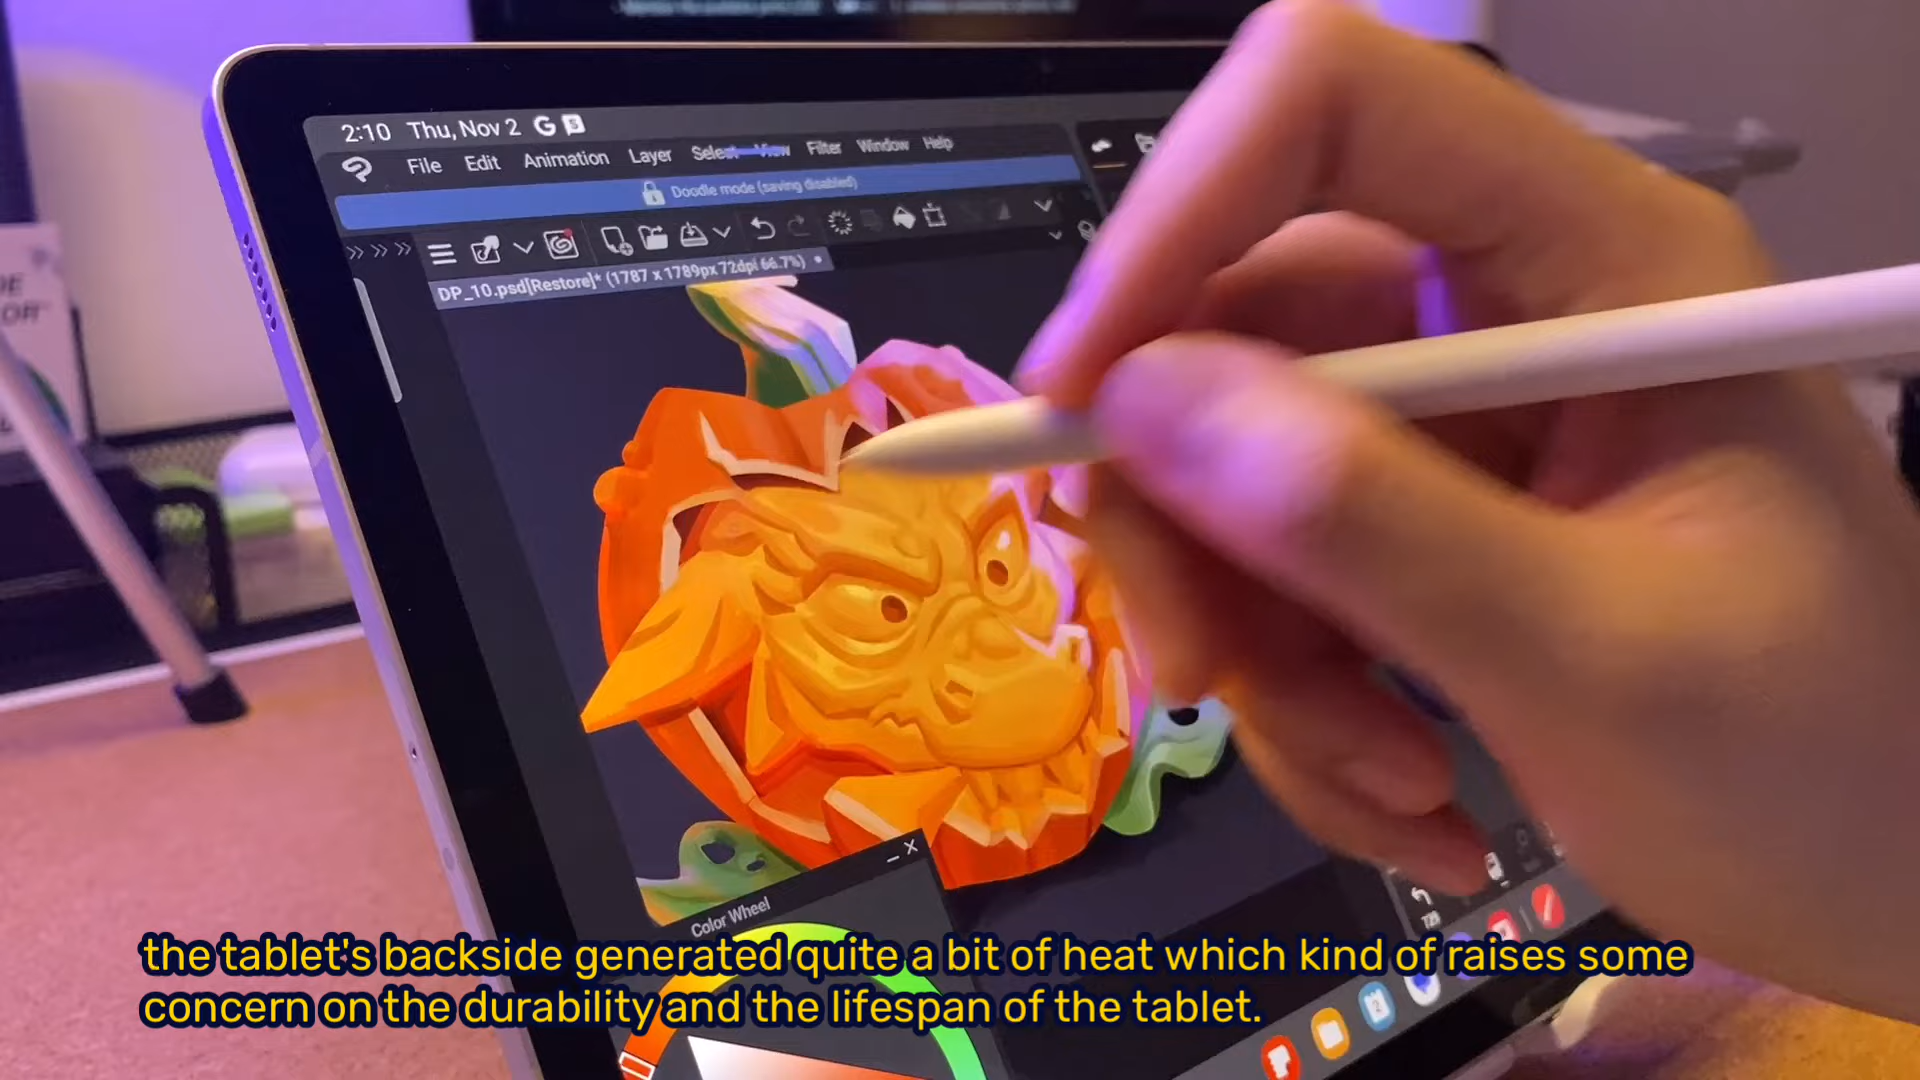 2:10 Thu, Nov 2 G S
File Edit Animation Layer Select View Filter Window Help
Doodle mode (saving disabled)
DP_10.psd[Restore]* (1787 x 1789px 72dpi 66.7%)
Color Wheel
the tablet's backside generated quite a bit of heat which kind of raises some
concern on the durability and the lifespan of the tablet.